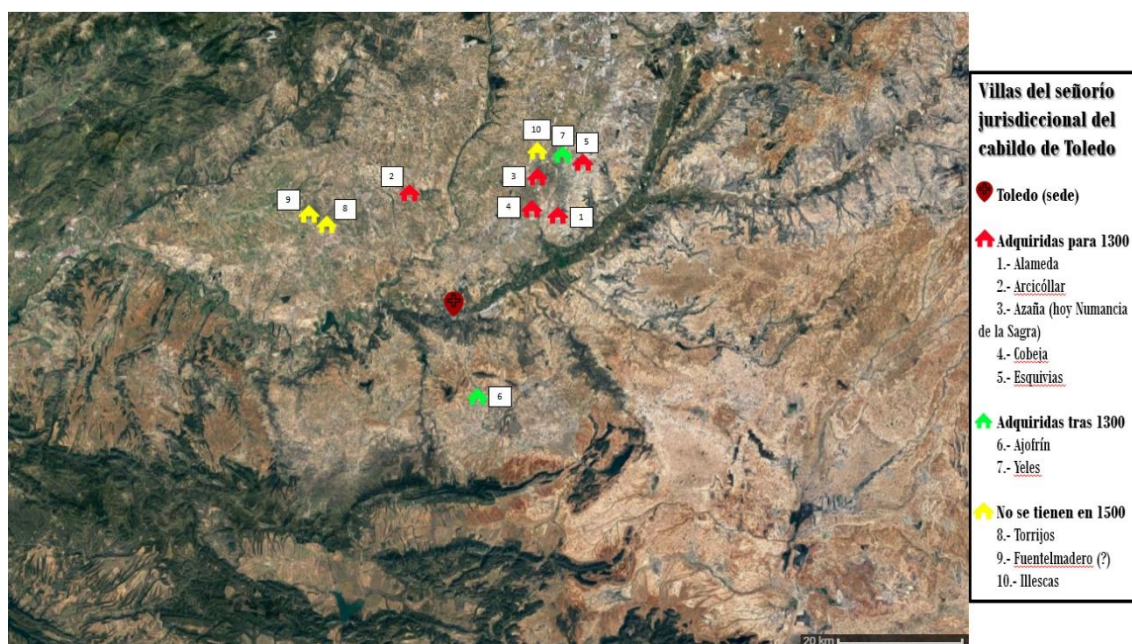 10
7
5
3
2
9
8
4
1
6
20 km
Villas del señorío
jurisdiccional del
cabildo de Toledo
Toledo (sede)
Adquiridas para 1300
1.- Alameda
2.- Arcicóllar
3.- Azaña (hoy Numancia
de la Sagra)
4.- Cobeja
5.- Esquivias
Adquiridas tras 1300
6.- Ajofrín
7.- Yeles
No se tienen en 1500
8.- Torrijos
9.- Fuentelmadero (?)
10.- Illescas